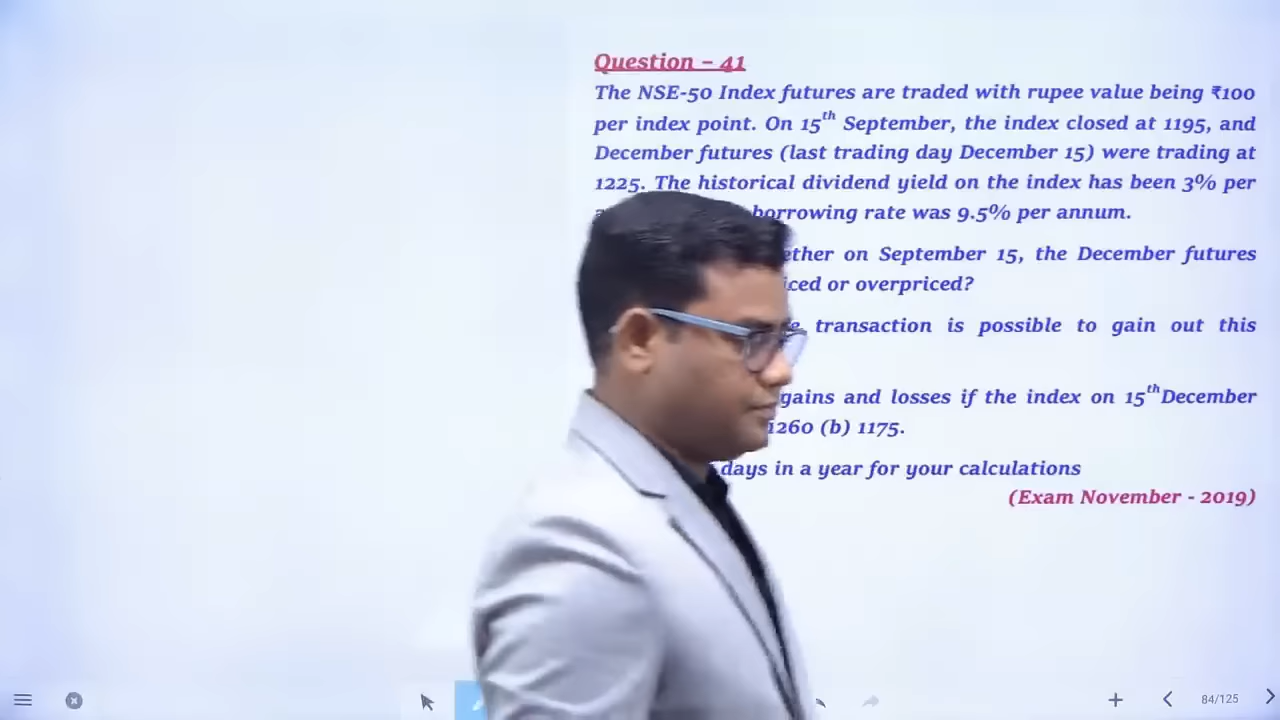 Question – 41
The NSE-50 Index futures are traded with rupee value being ₹100
per index point. On 15th September, the index closed at 1195, and
December futures (last trading day December 15) were trading at
1225. The historical dividend yield on the index has been 3% per
borrowing rate was 9.5% per annum.
on September 15, the December futures
or overpriced?
transaction is possible to gain out this
gains and losses if the index on 15th December
1260 (b) 1175.
days in a year for your calculations
(Exam November - 2019)
84/125